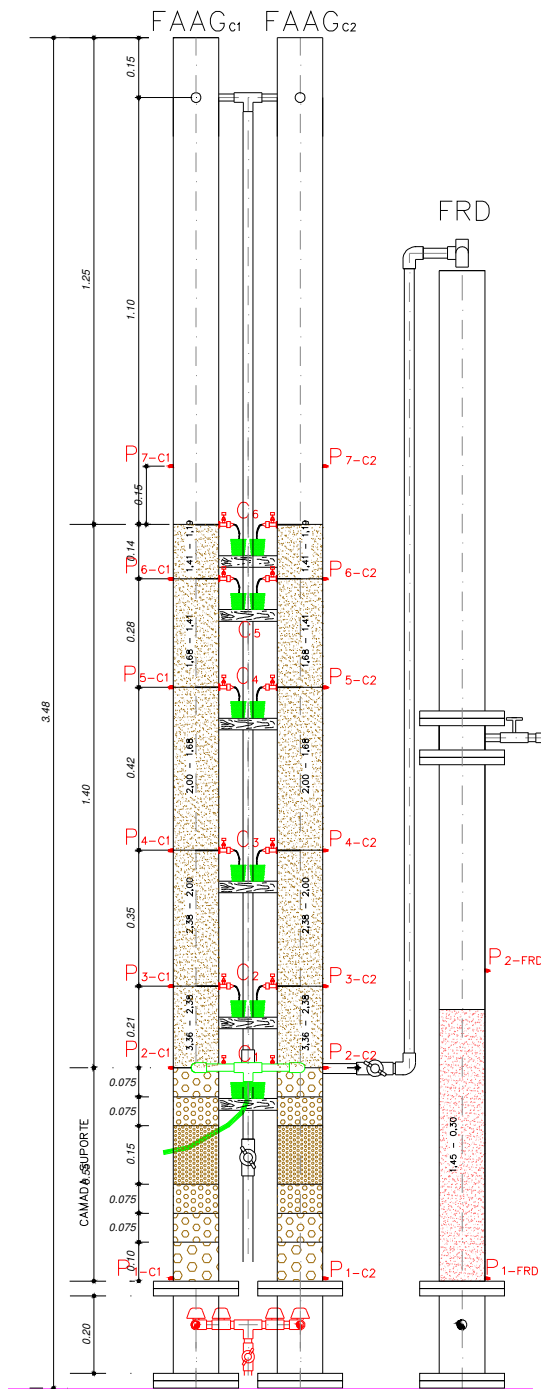 FAAGC1
FAAGC2
0.15
FRD
1.25
1.10
P7-C1
P7-C2
0.15
C6
0.14
1,41 - 1,19
1,41 - 1,19
P6-C1
P6-C2
C5
0.28
1,68 - 1,41
1,68 - 1,41
P5-C1
C4
P5-C2
3.48
1.40
0.42
2,00 - 1,68
2,00 - 1,68
P4-C1
C3
P4-C2
0.35
2,38 - 2,00
2,38 - 2,00
P2-FRD
P3-C1
C2
P3-C2
0.21
3,36 - 2,38
3,36 - 2,38
P2-C1
C1
P2-C2
0.075
0.075
CAMADA SUPORTE
0.55
0.15
1,45 - 0,30
0.075
0.075
0.10
P1-C1
P1-C2
P1-FRD
0.20